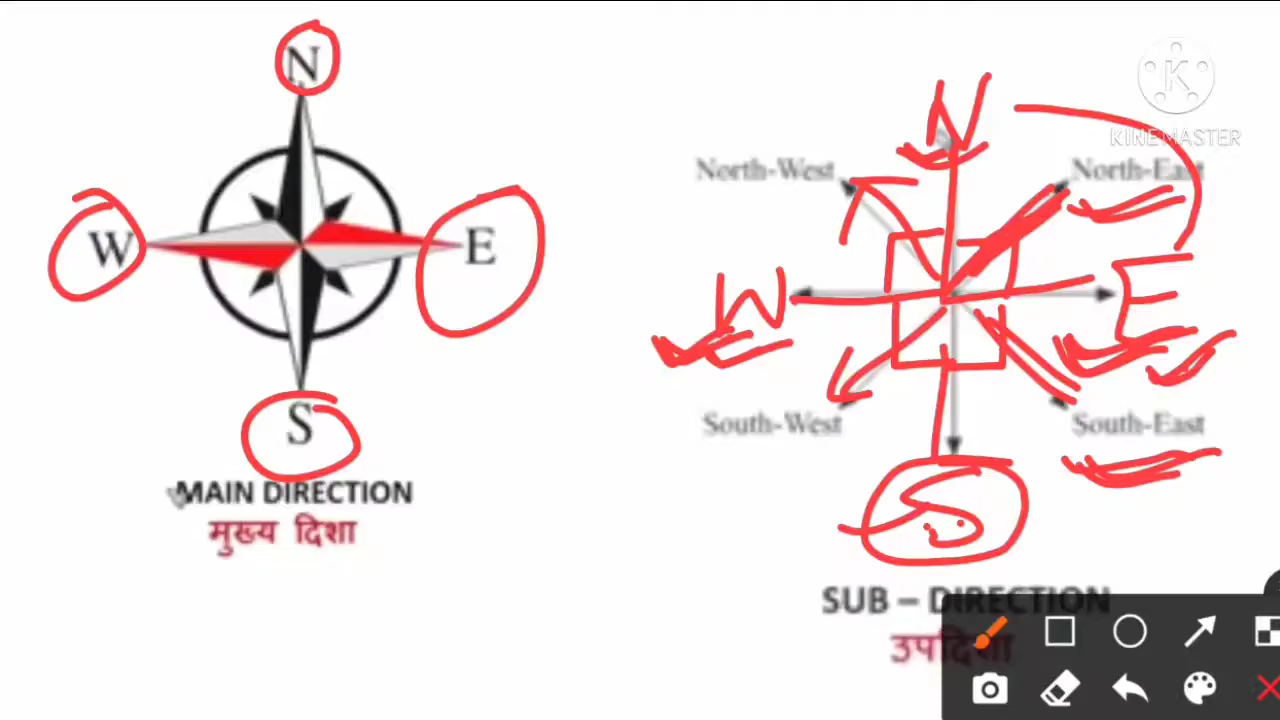 N
W
E
S
MAIN DIRECTION
मुख्य दिशा
KINEMASTER
K
N
North-West
North-East
W
E
South-West
South-East
S
SUB – DIRECTION
उपदिशा